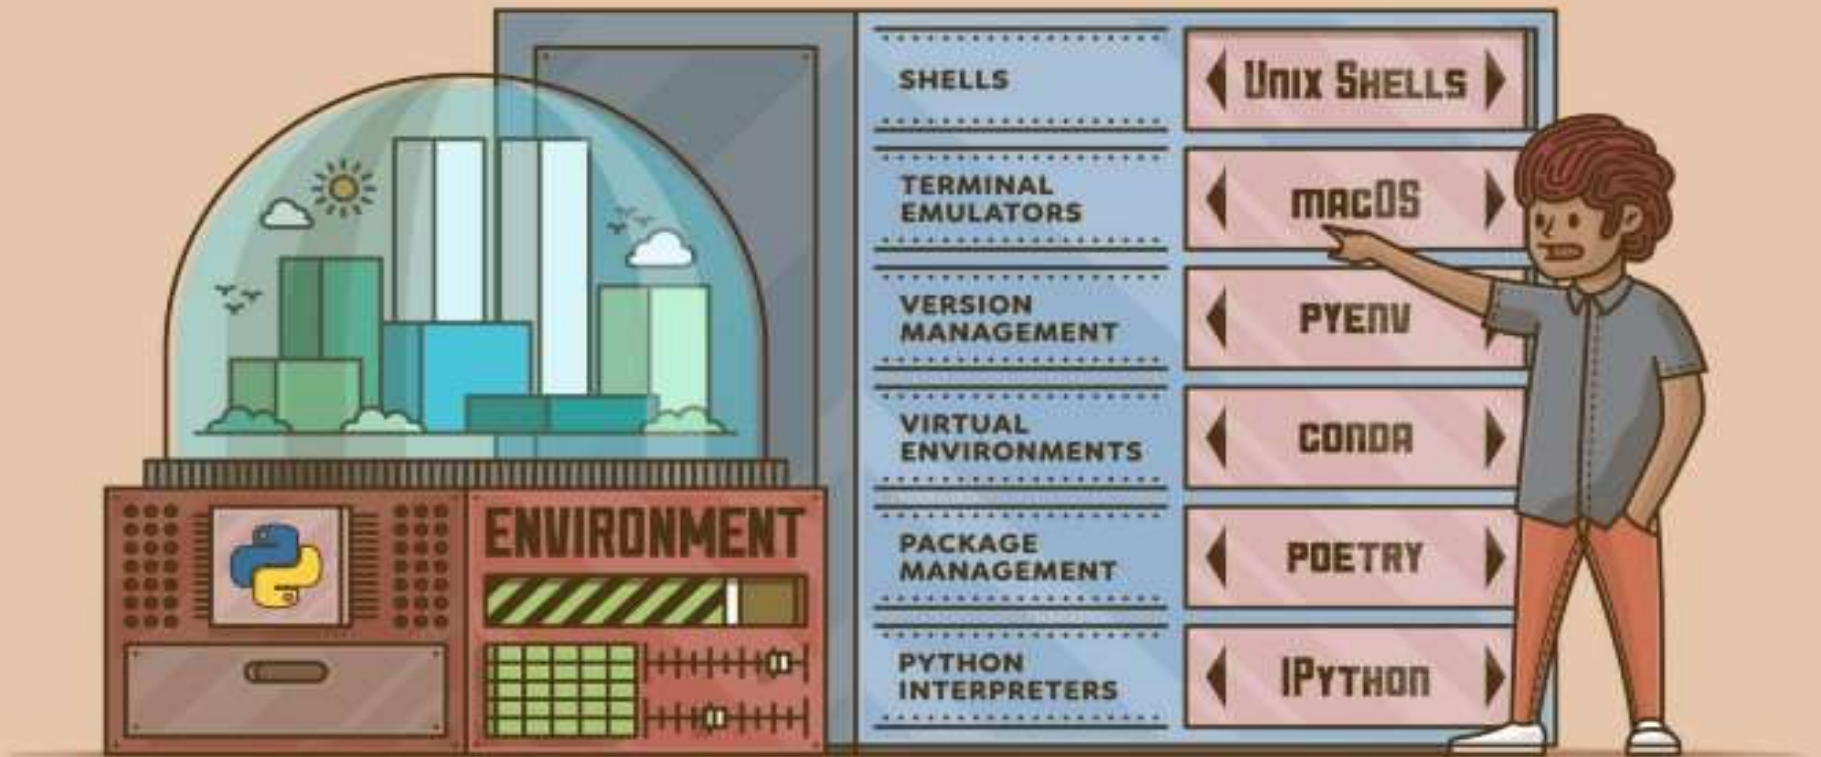 SHELLS
UNIX SHELLS
TERMINAL
EMULATORS
macOS
VERSION
MANAGEMENT
PYENV
VIRTUAL
ENVIRONMENTS
CONDA
PACKAGE
MANAGEMENT
POETRY
PYTHON
INTERPRETERS
IPYTHON
ENVIRONMENT